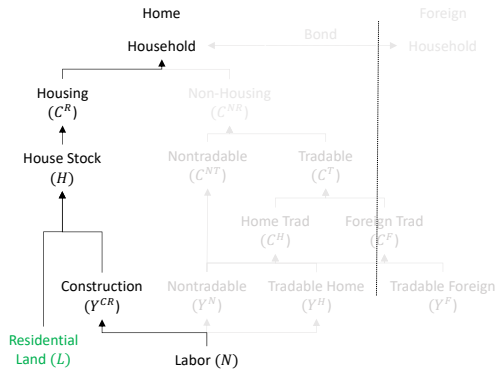 Home Foreign
Household Bond Household
Housing Non-Housing
(C^R) (C^{NR})
House Stock Nontradable Tradable
(H) (C^{NT}) (C^T)
Home Trad Foreign Trad
(C^H) (C^F)
Construction Nontradable Tradable Home Tradable Foreign
(Y^{CR}) (Y^N) (Y^H) (Y^F)
Residential
Land (L) Labor (N)